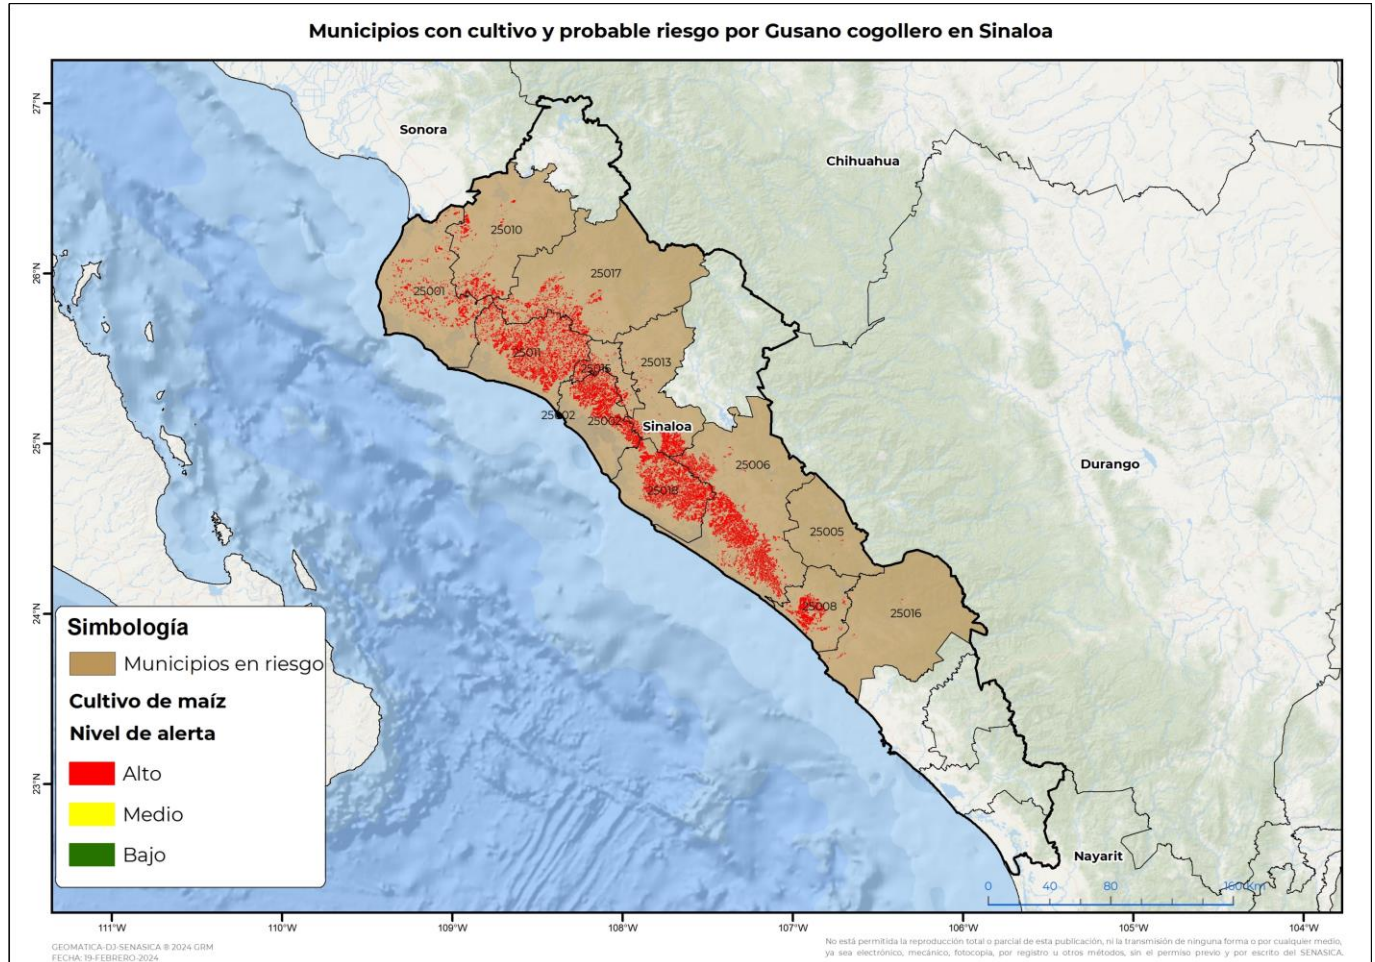 Municipios con cultivo y probable riesgo por Gusano cogollero en Sinaloa
27°N
26°N
25°N
24°N
23°N
Sonora
Chihuahua
25010
25017
25001
25011
25013
25015
25002
25002
Sinaloa
25006
Durango
25018
25005
25008
25016
Nayarit
Simbología
Municipios en riesgo
Cultivo de maíz
Nivel de alerta
Alto
Medio
Bajo
0 40 80 160 Km
111°W 110°W 109°W 108°W 107°W 106°W 105°W 104°W
GEOMATICA-DJ-SENASICA ® 2024 GRM
FECHA: 19-FEBRERO-2024
No está permitida la reproducción total o parcial de esta publicación, ni la transmisión de ninguna forma o por cualquier medio,
ya sea electrónico, mecánico, fotocopia, por registro u otros métodos, sin el permiso previo y por escrito del SENASICA.